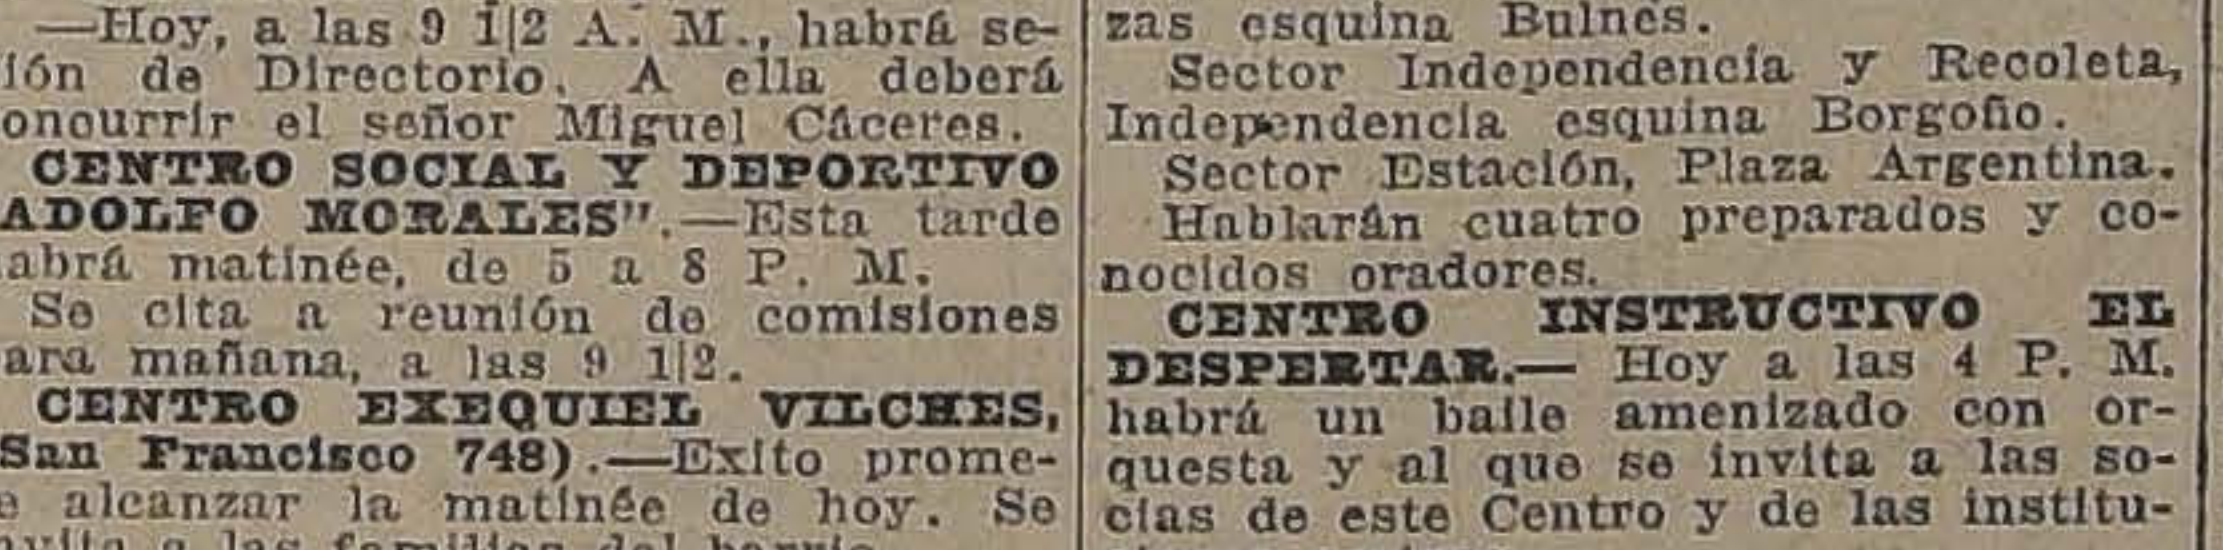 —Hoy, a las 9 1|2 A. M., habrá se-
ión de Directorio. A ella deberá
oncurrir el señor Miguel Cáceres.
CENTRO SOCIAL Y DEPORTIVO
ADOLFO MORALES".—Esta tarde
abrá matinée, de 5 a 8 P. M.
Se cita a reunión de comisiones
ara mañana, a las 9 1|2.
CENTRO EXEQUIEL VILCHES,
San Francisco 748).—Exito prome-
e alcanzar la matinée de hoy. Se
a las familias del barrio
zas esquina Bulnes.
Sector Independencia y Recoleta,
Independencia esquina Borgoño.
Sector Estación, Plaza Argentina.
Hablarán cuatro preparados y co-
nocidos oradores.
CENTRO INSTRUCTIVO EL
DESPERTAR.— Hoy a las 4 P. M.
habrá un baile amenizado con or-
questa y al que se invita a las so-
cias de este Centro y de las institu-